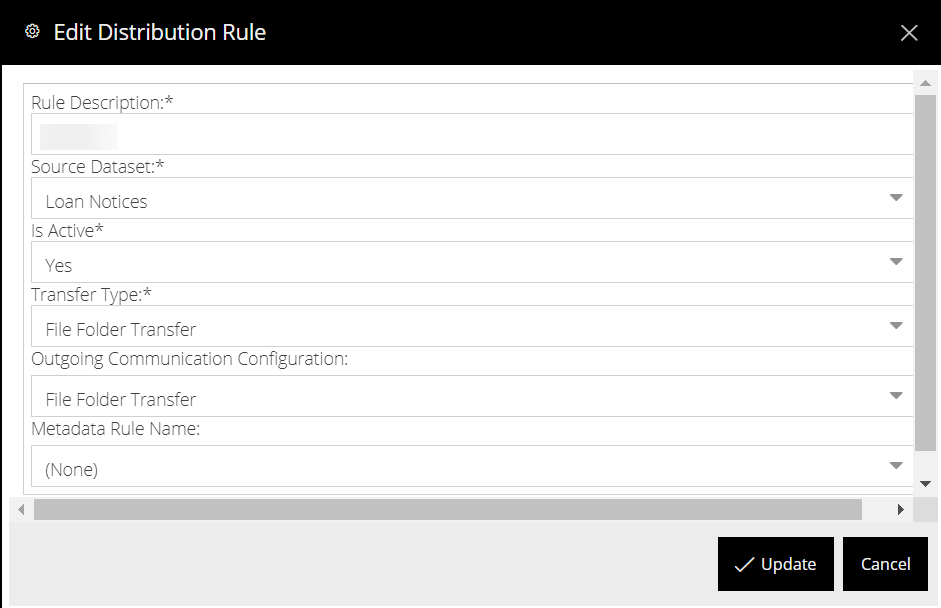 Edit Distribution Rule
Rule Description:*
Source Dataset:*
Loan Notices
Is Active*
Yes
Transfer Type:*
File Folder Transfer
Outgoing Communication Configuration:
File Folder Transfer
Metadata Rule Name:
(None)
Update Cancel